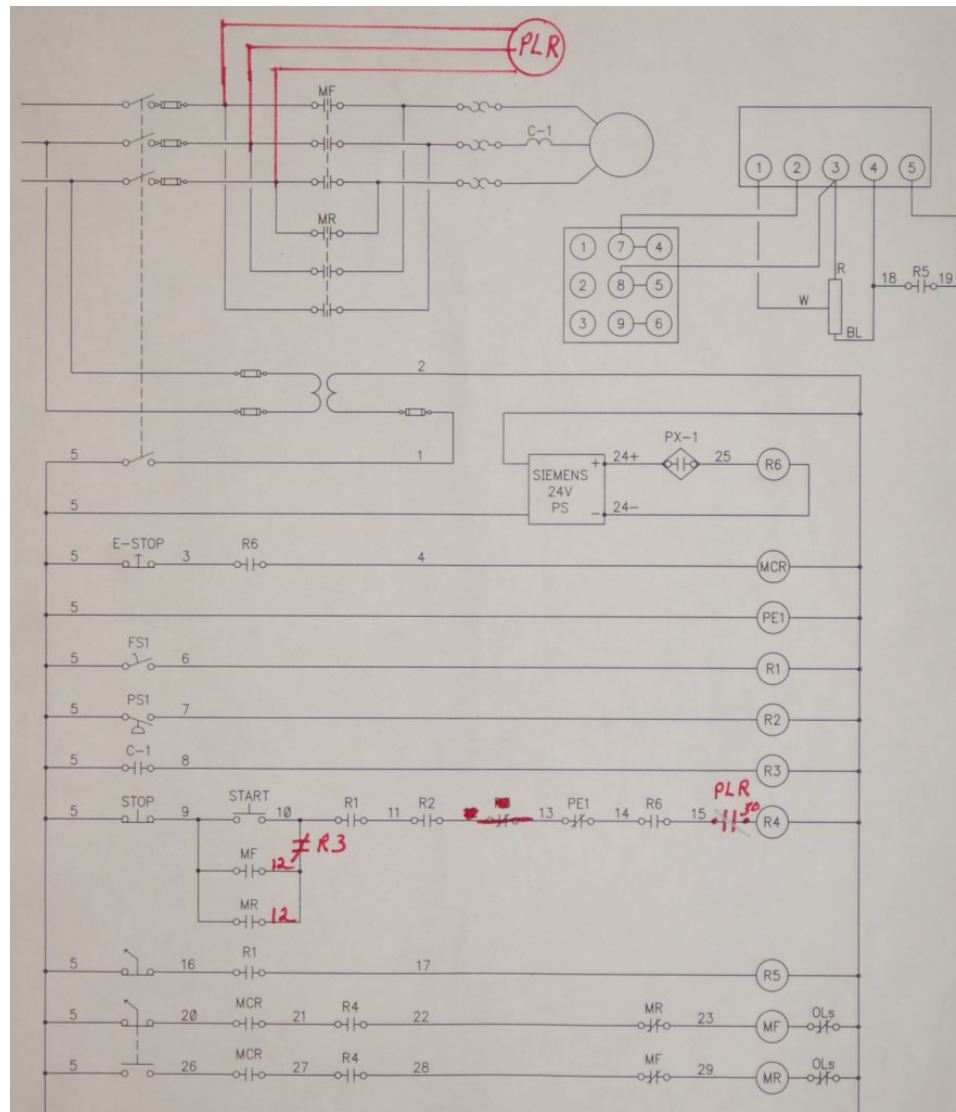 PLR
MF
C-1
1 2 3 4 5
MR
1 7 4
2 8 5
3 9 6
R
W
BL
18 R5 19
2
5 1
PX-1
SIEMENS
24V
PS
+ 24+ 25 R6
5 - 24-
E-STOP R6
5 3 4 MCR
5 PE1
FS1
5 6 R1
PS1
5 7 R2
C-1
5 8 R3
PLR
STOP START R1 R2 PE1 R6
5 9 10 11 13 14 15 50 R4
R3
MF 12
MR 12
R1
5 16 17 R5
MCR R4 MR OLs
5 20 21 22 23 MF
MCR R4 MF OLs
5 26 27 28 29 MR